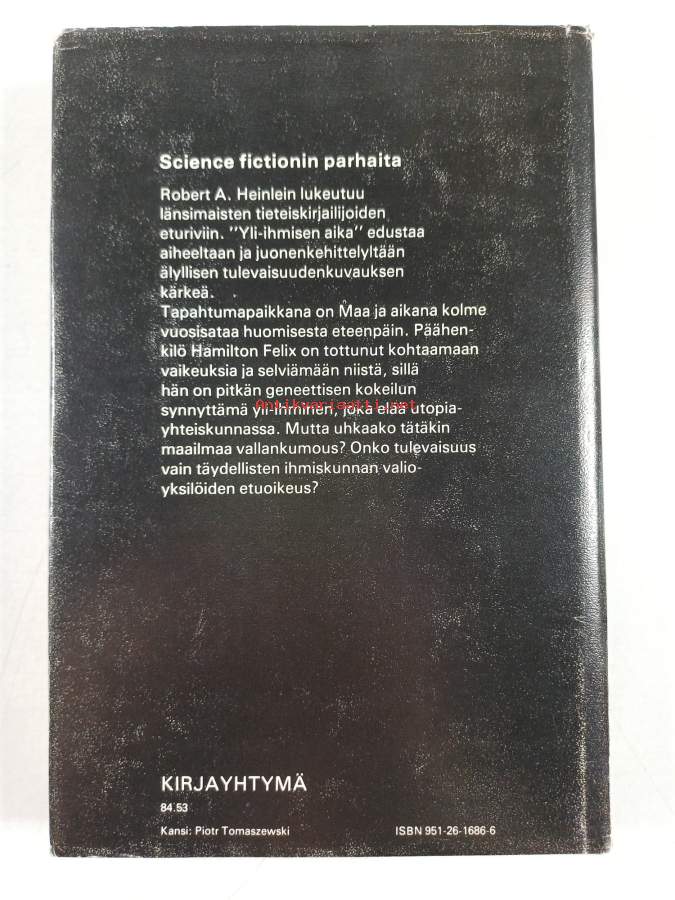 Science fictionin parhaita
Robert A. Heinlein lukeutuu
länsimaisten tieteiskirjailijoiden
eturiviin. "Yli-ihmisen aika" edustaa
aiheeltaan ja juonenkehittelyltään
älyllisen tulevaisuudenkuvauksen
kärkeä.
Tapahtumapaikkana on Maa ja aikana kolme
vuosisataa huomisesta eteenpäin. Päähen-
kilö Hamilton Felix on tottunut kohtaamaan
vaikeuksia ja selviämään niistä, sillä
hän on pitkän geneettisen kokeilun
Antikvariaatti.net
synnyttämä yli-ihminen, joka elää utopia-
yhteiskunnassa. Mutta uhkaako tätäkin
maailmaa vallankumous? Onko tulevaisuus
vain täydellisten ihmiskunnan valio-
yksilöiden etuoikeus?
KIRJAYHTYMÄ
84.53
Kansi: Piotr Tomaszewski
ISBN 951-26-1686-6